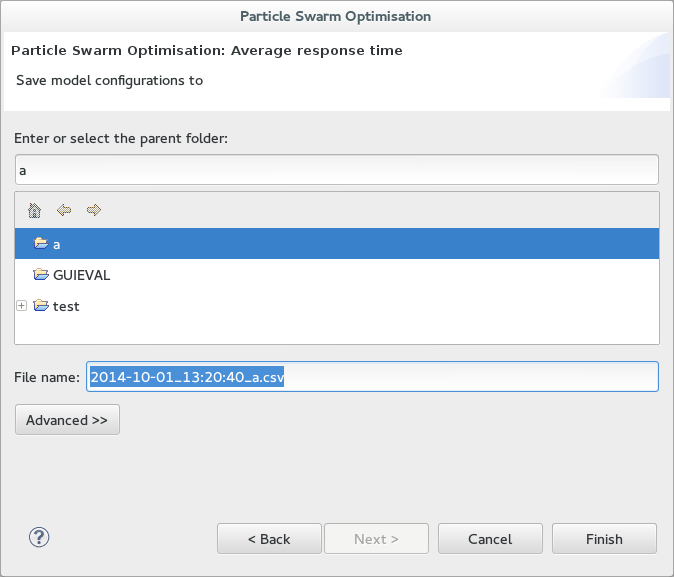 Particle Swarm Optimisation
Particle Swarm Optimisation: Average response time
Save model configurations to
Enter or select the parent folder:
a
a
GUIEVAL
test
File name: 2014-10-01_13:20:40_a.csv
Advanced >>
? < Back Next > Cancel Finish